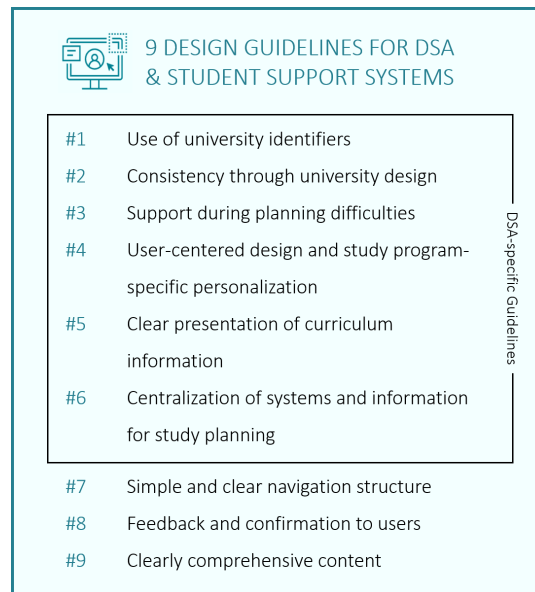 9 DESIGN GUIDELINES FOR DSA
& STUDENT SUPPORT SYSTEMS
#1 Use of university identifiers
#2 Consistency through university design
#3 Support during planning difficulties
#4 User-centered design and study program-
specific personalization
#5 Clear presentation of curriculum
information
#6 Centralization of systems and information
for study planning
DSA-specific Guidelines
#7 Simple and clear navigation structure
#8 Feedback and confirmation to users
#9 Clearly comprehensive content